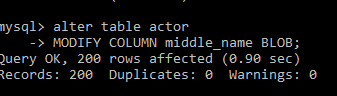 mysql> alter table actor
-> MODIFY COLUMN middle_name BLOB;
Query OK, 200 rows affected (0.90 sec)
Records: 200  Duplicates: 0  Warnings: 0